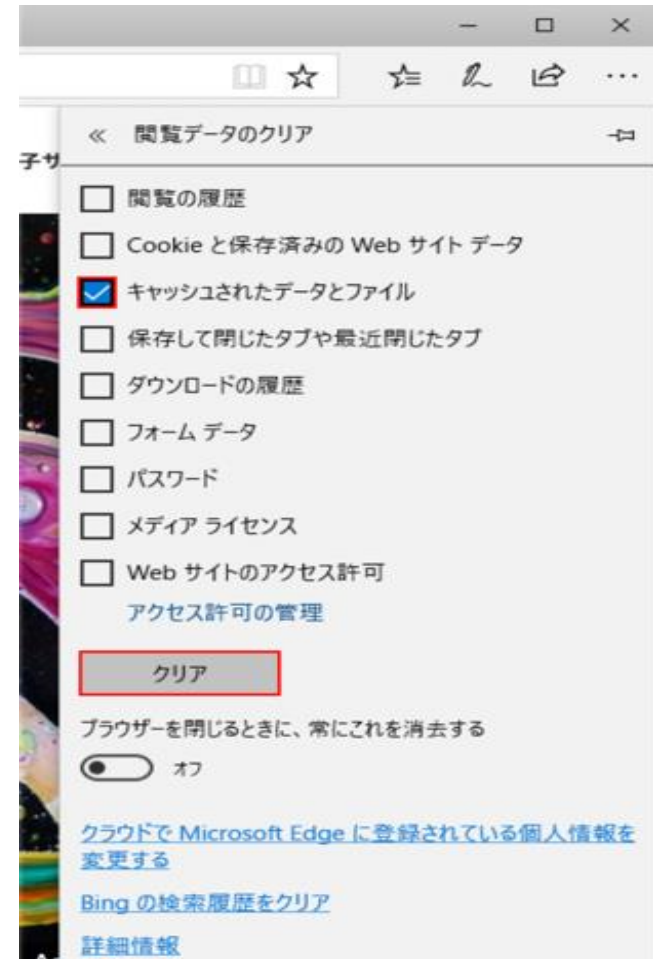 子サ
« 閲覧データのクリア
閲覧の履歴
Cookie と保存済みの Web サイト データ
キャッシュされたデータとファイル
保存して閉じたタブや最近閉じたタブ
ダウンロードの履歴
フォーム データ
パスワード
メディア ライセンス
Web サイトのアクセス許可
アクセス許可の管理
クリア
ブラウザーを閉じるときに、常にこれを消去する
オフ
クラウドで Microsoft Edge に登録されている個人情報を
変更する
Bing の検索履歴をクリア
詳細情報